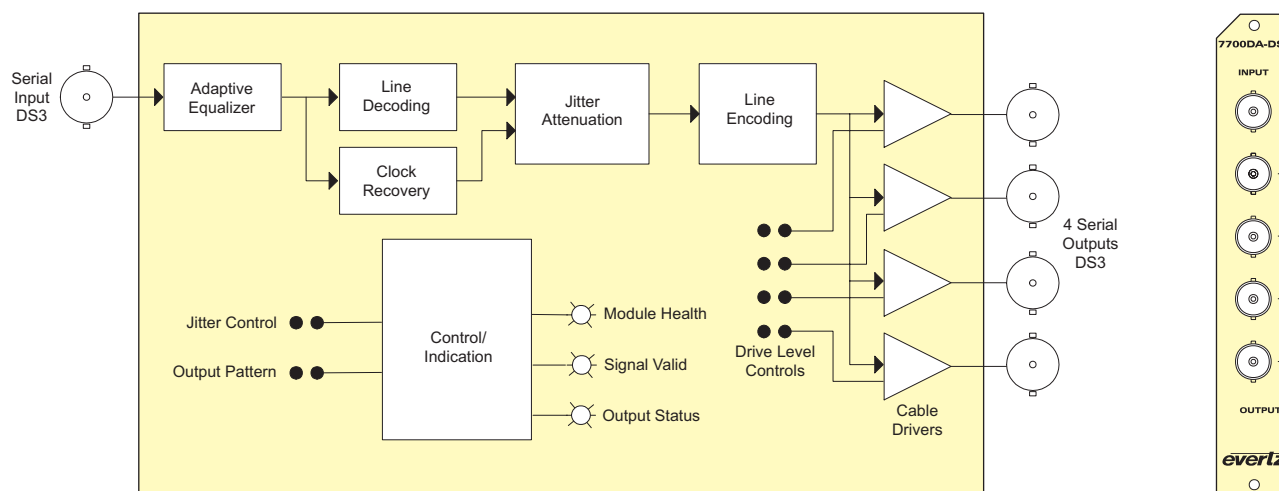 Serial
Input
DS3
Adaptive
Equalizer
Line
Decoding
Clock
Recovery
Jitter
Attenuation
Line
Encoding
4 Serial
Outputs
DS3
Jitter Control
Output Pattern
Control/
Indication
Module Health
Signal Valid
Output Status
Drive Level
Controls
Cable
Drivers
INPUT
OUTPUT